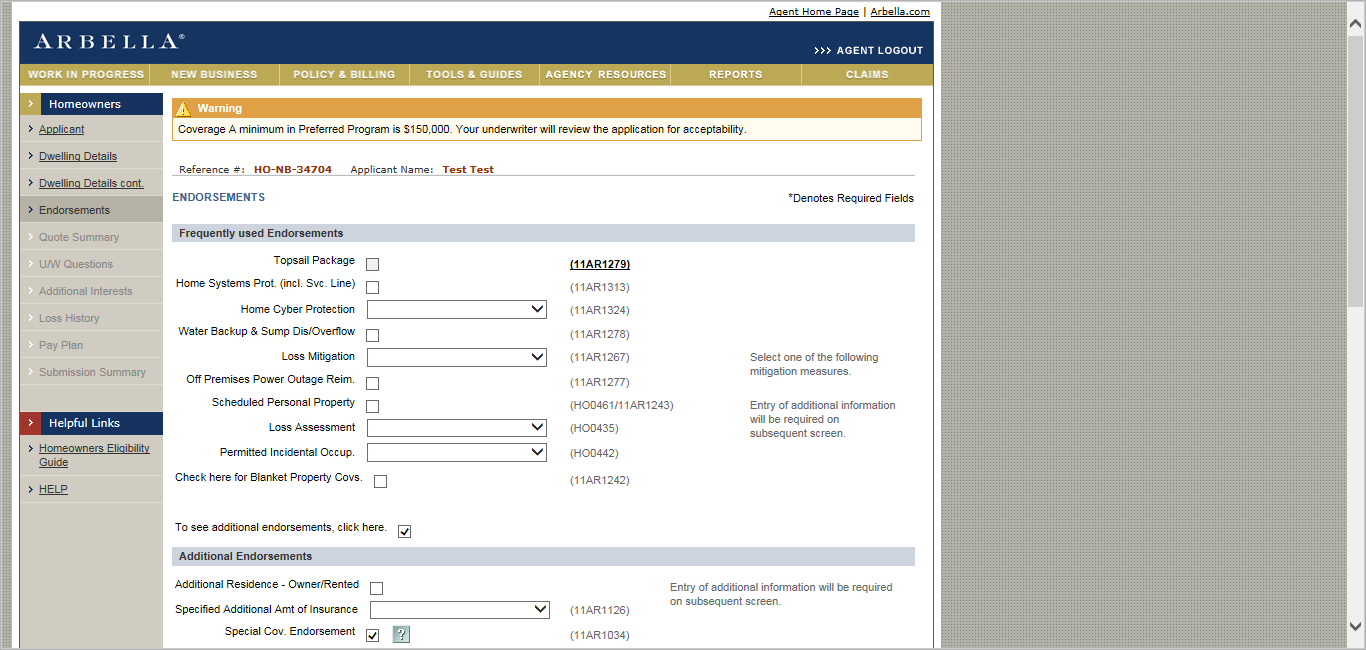 Agent Home Page | Arbella.com
ARBELLA®
>>> AGENT LOGOUT
WORK IN PROGRESS NEW BUSINESS POLICY & BILLING TOOLS & GUIDES AGENCY RESOURCES REPORTS CLAIMS
Homeowners
Applicant
Dwelling Details
Dwelling Details cont.
Endorsements
Quote Summary
U/W Questions
Additional Interests
Loss History
Pay Plan
Submission Summary
Helpful Links
Homeowners Eligibility
Guide
HELP
Warning
Coverage A minimum in Preferred Program is $150,000. Your underwriter will review the application for acceptability.
Reference #: HO-NB-34704 Applicant Name: Test Test
ENDORSEMENTS
*Denotes Required Fields
Frequently used Endorsements
Topsail Package (11AR1279)
Home Systems Prot. (incl. Svc. Line) (11AR1313)
Home Cyber Protection (11AR1324)
Water Backup & Sump Dis/Overflow (11AR1278)
Loss Mitigation (11AR1267) Select one of the following
mitigation measures.
Off Premises Power Outage Reim. (11AR1277)
Scheduled Personal Property (HO0461/11AR1243) Entry of additional information
will be required on
subsequent screen.
Loss Assessment (HO0435)
Permitted Incidental Occup. (HO0442)
Check here for Blanket Property Covs. (11AR1242)
To see additional endorsements, click here.
Additional Endorsements
Additional Residence - Owner/Rented Entry of additional information will be required
on subsequent screen.
Specified Additional Amt of Insurance (11AR1126)
Special Cov. Endorsement ? (11AR1034)